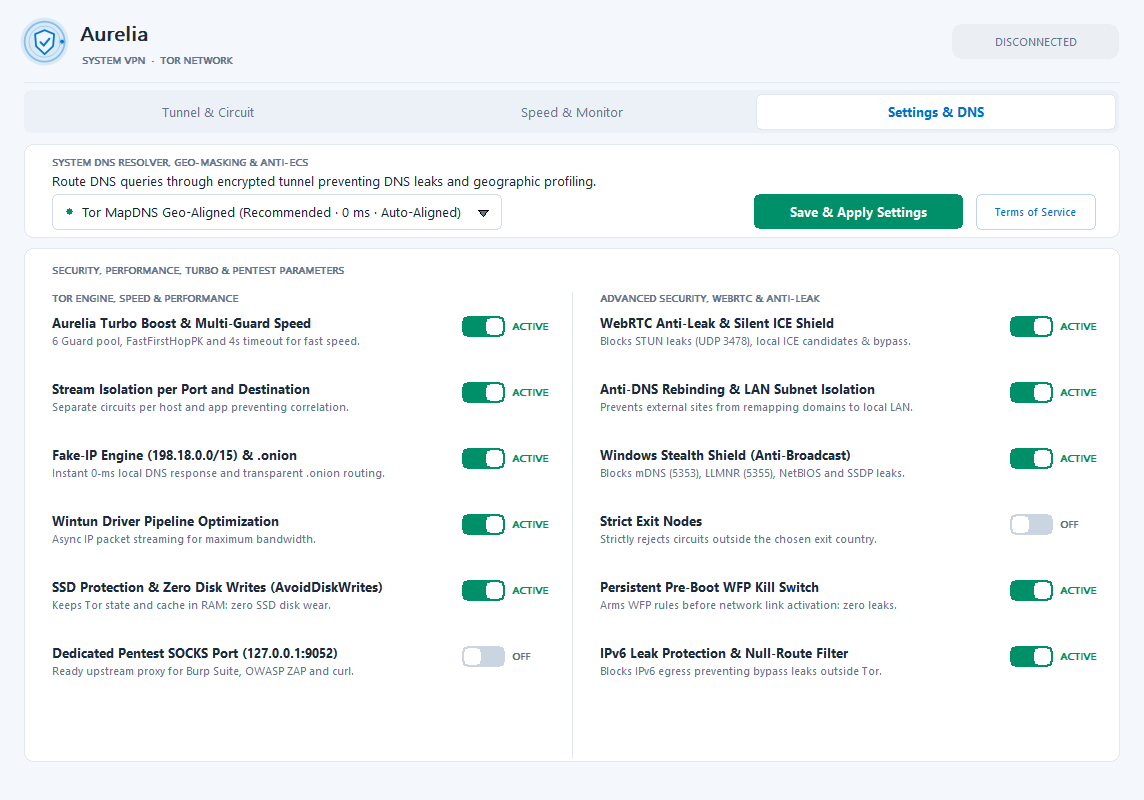 Aurelia
SYSTEM VPN · TOR NETWORK
DISCONNECTED
Tunnel & Circuit
Speed & Monitor
Settings & DNS
SYSTEM DNS RESOLVER, GEO-MASKING & ANTI-ECS
Route DNS queries through encrypted tunnel preventing DNS leaks and geographic profiling.
Tor MapDNS Geo-Aligned (Recommended · 0 ms · Auto-Aligned)
Save & Apply Settings
Terms of Service
SECURITY, PERFORMANCE, TURBO & PENTEST PARAMETERS
TOR ENGINE, SPEED & PERFORMANCE
Aurelia Turbo Boost & Multi-Guard Speed
ACTIVE
6 Guard pool, FastFirstHopPK and 4s timeout for fast speed.
Stream Isolation per Port and Destination
ACTIVE
Separate circuits per host and app preventing correlation.
Fake-IP Engine (198.18.0.0/15) & .onion
ACTIVE
Instant 0-ms local DNS response and transparent .onion routing.
Wintun Driver Pipeline Optimization
ACTIVE
Async IP packet streaming for maximum bandwidth.
SSD Protection & Zero Disk Writes (AvoidDiskWrites)
ACTIVE
Keeps Tor state and cache in RAM: zero SSD disk wear.
Dedicated Pentest SOCKS Port (127.0.0.1:9052)
OFF
Ready upstream proxy for Burp Suite, OWASP ZAP and curl.
ADVANCED SECURITY, WEBRTC & ANTI-LEAK
WebRTC Anti-Leak & Silent ICE Shield
ACTIVE
Blocks STUN leaks (UDP 3478), local ICE candidates & bypass.
Anti-DNS Rebinding & LAN Subnet Isolation
ACTIVE
Prevents external sites from remapping domains to local LAN.
Windows Stealth Shield (Anti-Broadcast)
ACTIVE
Blocks mDNS (5353), LLMNR (5355), NetBIOS and SSDP leaks.
Strict Exit Nodes
OFF
Strictly rejects circuits outside the chosen exit country.
Persistent Pre-Boot WFP Kill Switch
ACTIVE
Arms WFP rules before network link activation: zero leaks.
IPv6 Leak Protection & Null-Route Filter
ACTIVE
Blocks IPv6 egress preventing bypass leaks outside Tor.